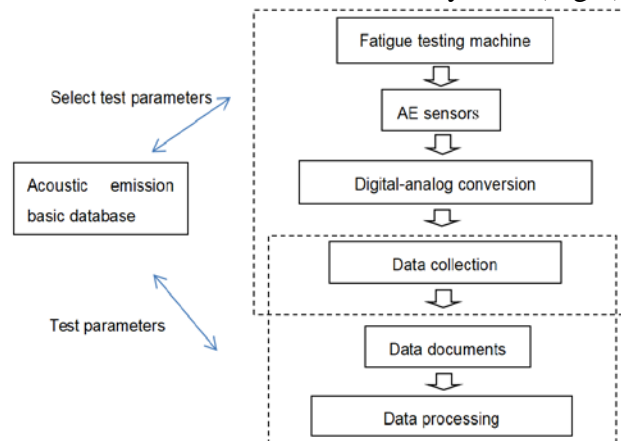 Fatigue testing machine
Select test parameters
AE sensors
Acoustic emission
basic database
Digital-analog conversion
Data collection
Test parameters
Data documents
Data processing